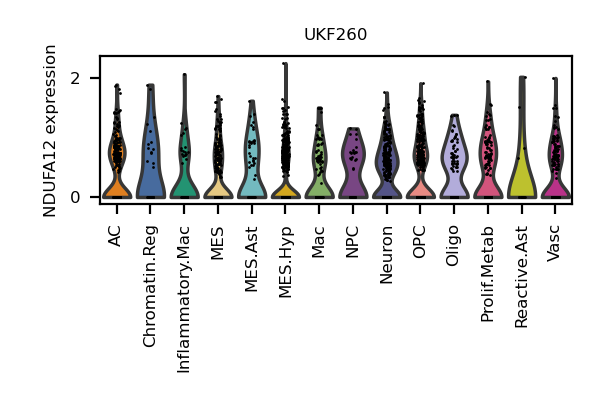 UKF260
NDUFA12 expression
2
0
AC
Chromatin.Reg
Inflammatory.Mac
MES
MES.Ast
MES.Hyp
Mac
NPC
Neuron
OPC
Oligo
Prolif.Metab
Reactive.Ast
Vasc